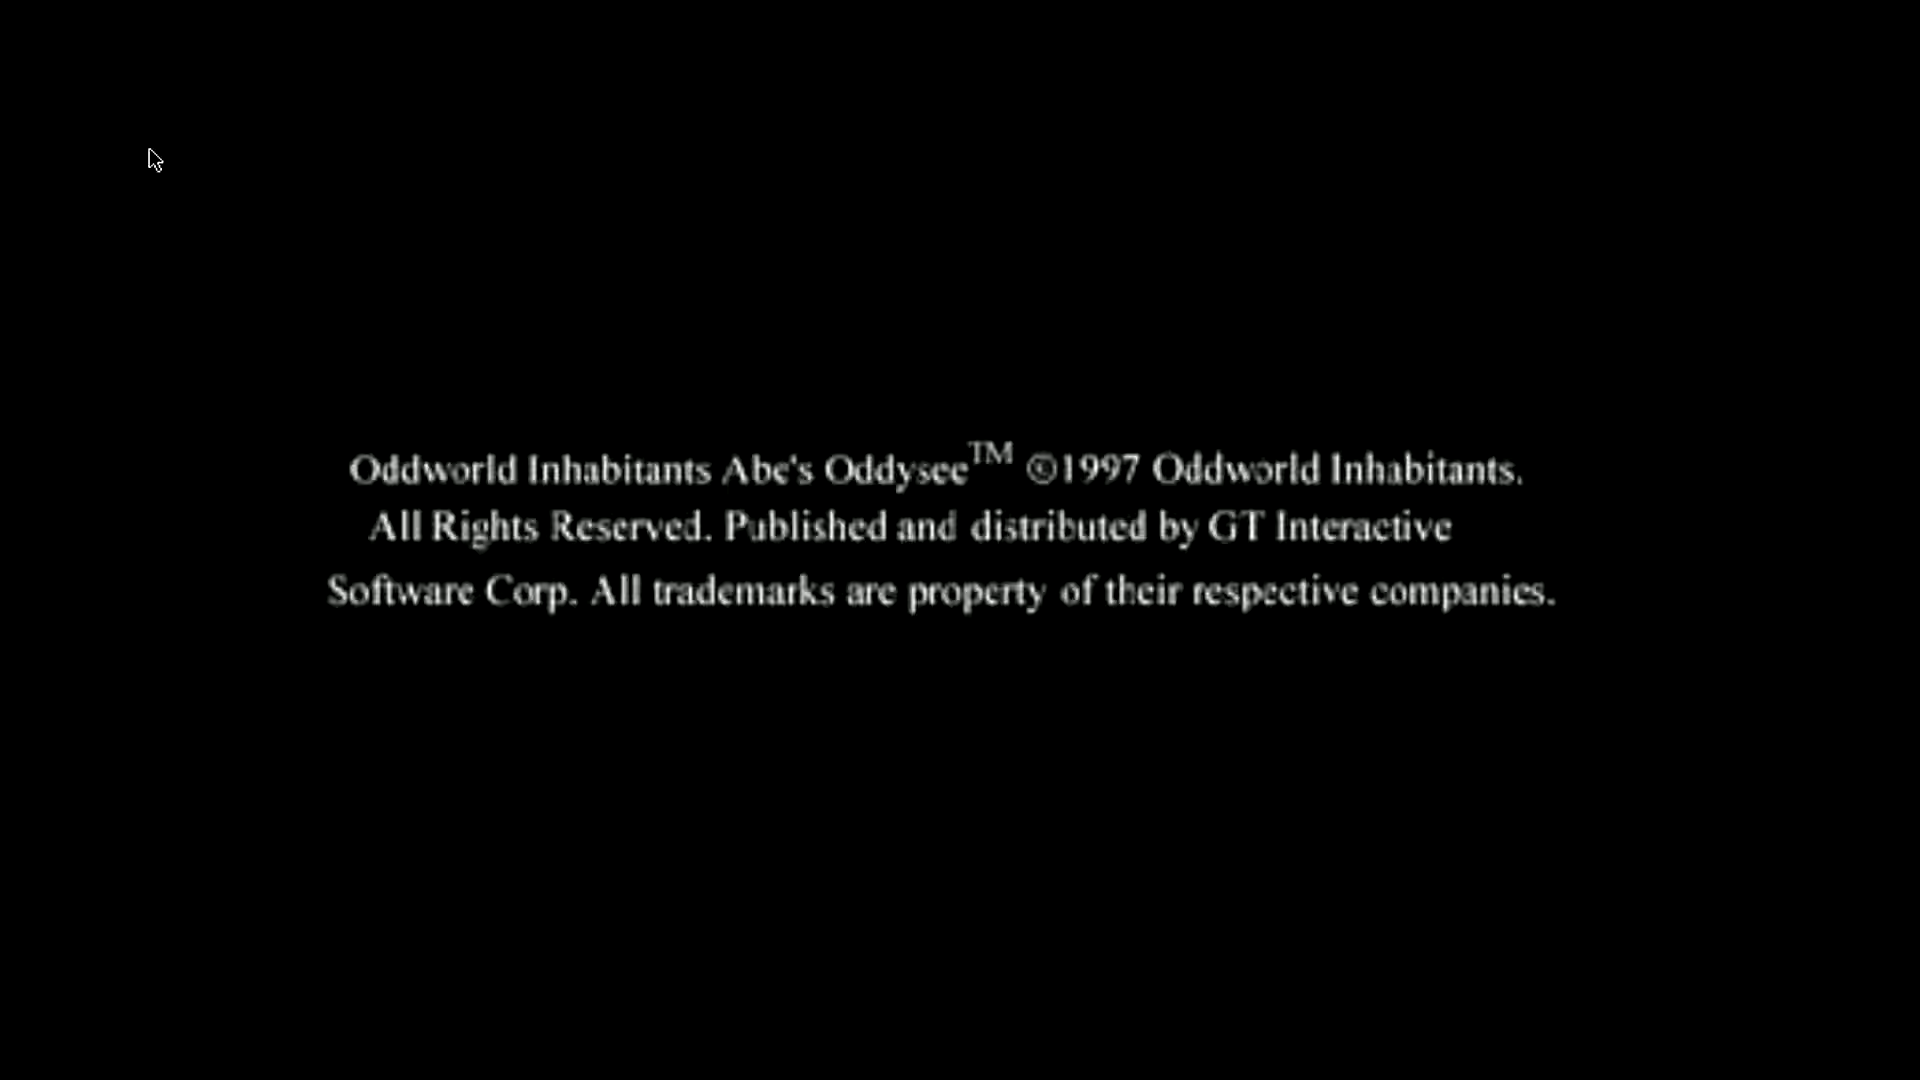 Oddworld Inhabitants Abe's Oddysee™ ©1997 Oddworld Inhabitants.
All Rights Reserved. Published and distributed by GT Interactive
Software Corp. All trademarks are property of their respective companies.